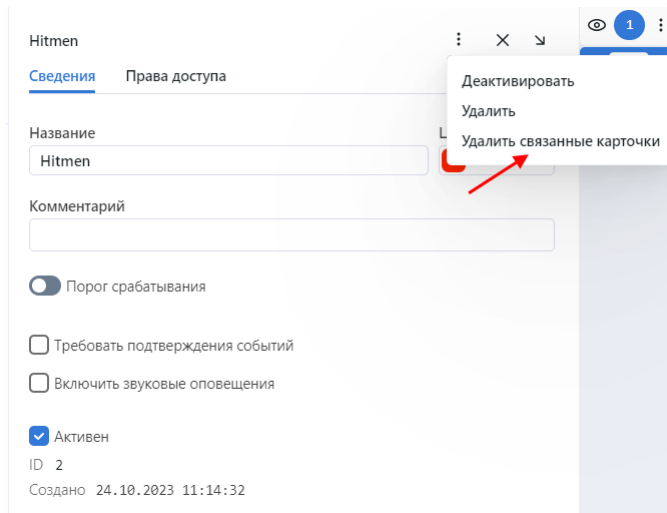 Hitmen
1
Сведения
Права доступа
Деактивировать
Удалить
Удалить связанные карточки
Название
Hitmen
Комментарий
Порог срабатывания
Требовать подтверждения событий
Включить звуковые оповещения
Активен
ID 2
Создано 24.10.2023 11:14:32